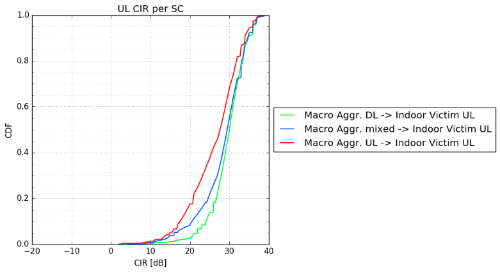 UL CIR per SC
1.0
0.8
0.6
0.4
0.2
0.0
CDF
−20
−10
0
10
20
30
40
CIR [dB]
Macro Aggr. DL -> Indoor Victim UL
Macro Aggr. mixed -> Indoor Victim UL
Macro Aggr. UL -> Indoor Victim UL